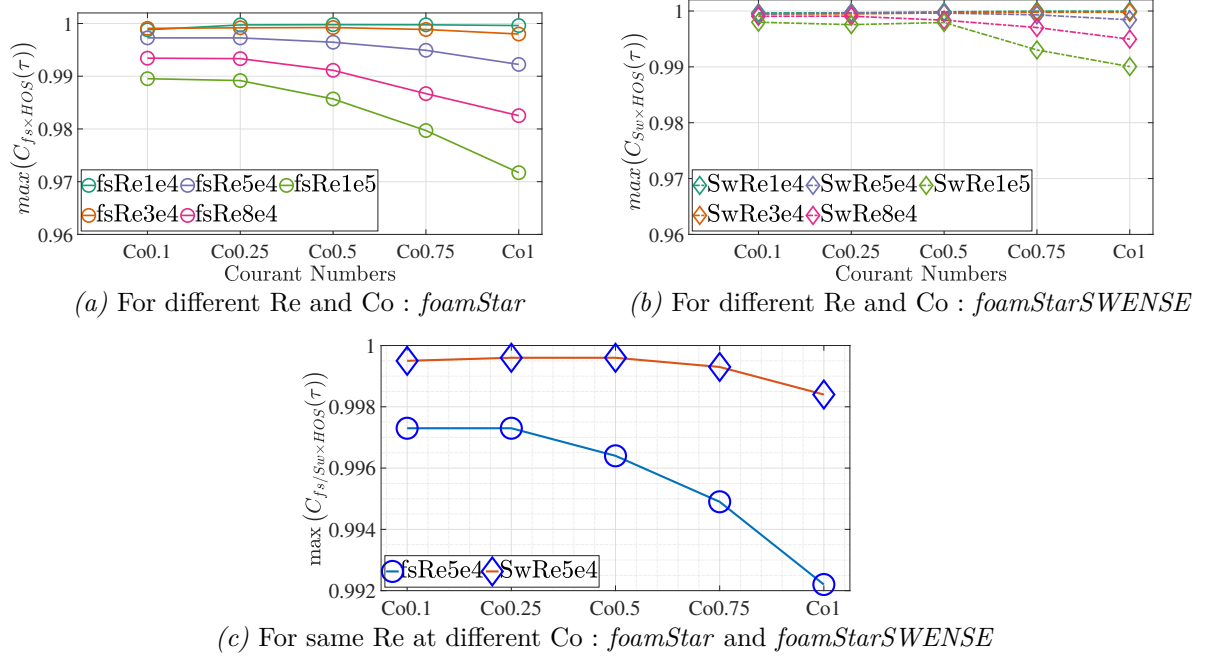 1
0.99
0.98
0.97
0.96
max(C_{fs×HOS}(τ))
fsRe1e4 fsRe5e4 fsRe1e5
fsRe3e4 fsRe8e4
Co0.1 Co0.25 Co0.5 Co0.75 Co1
Courant Numbers
(a) For different Re and Co : foamStar
1
0.99
0.98
0.97
0.96
max(C_{Sw×HOS}(τ))
SwRe1e4 SwRe5e4 SwRe1e5
SwRe3e4 SwRe8e4
Co0.1 Co0.25 Co0.5 Co0.75 Co1
Courant Numbers
(b) For different Re and Co : foamStarSWENSE
1
0.998
0.996
0.994
0.992
max(C_{fs/Sw×HOS}(τ))
fsRe5e4 SwRe5e4
Co0.1 Co0.25 Co0.5 Co0.75 Co1
(c) For same Re at different Co : foamStar and foamStarSWENSE